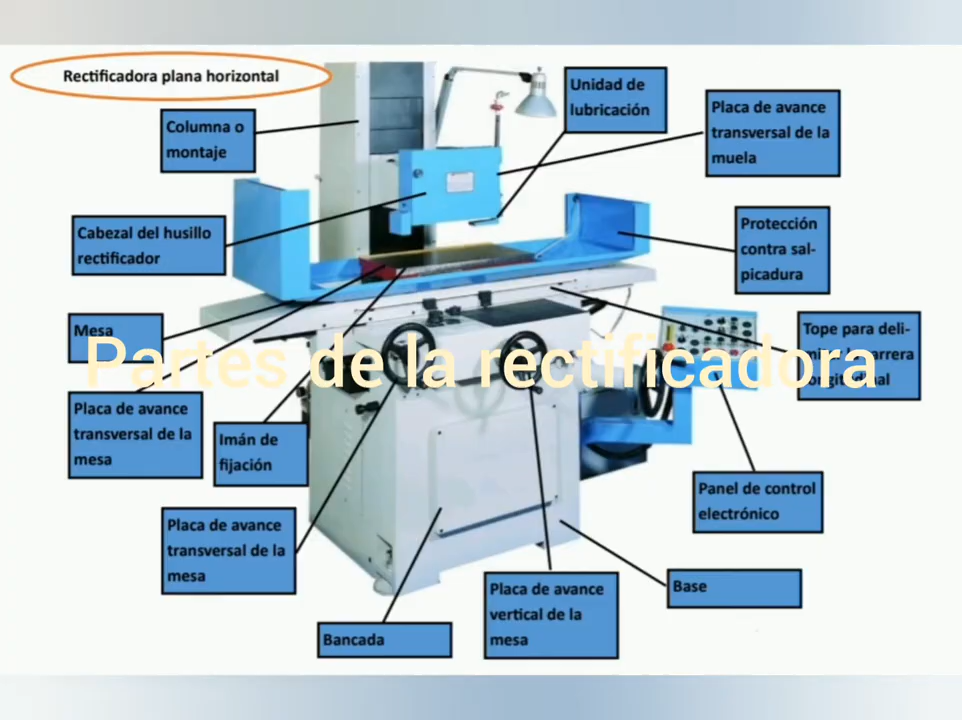 Rectificadora plana horizontal
Columna o
montaje
Unidad de
lubricación
Placa de avance
transversal de la
muela
Cabezal del husillo
rectificador
Protección
contra sal-
picadura
Mesa
Tope para deli-
carrera
longitudinal
Partes de la rectificadora
Placa de avance
transversal de la
mesa
Imán de
fijación
Panel de control
electrónico
Placa de avance
transversal de la
mesa
Placa de avance
vertical de la
mesa
Base
Bancada